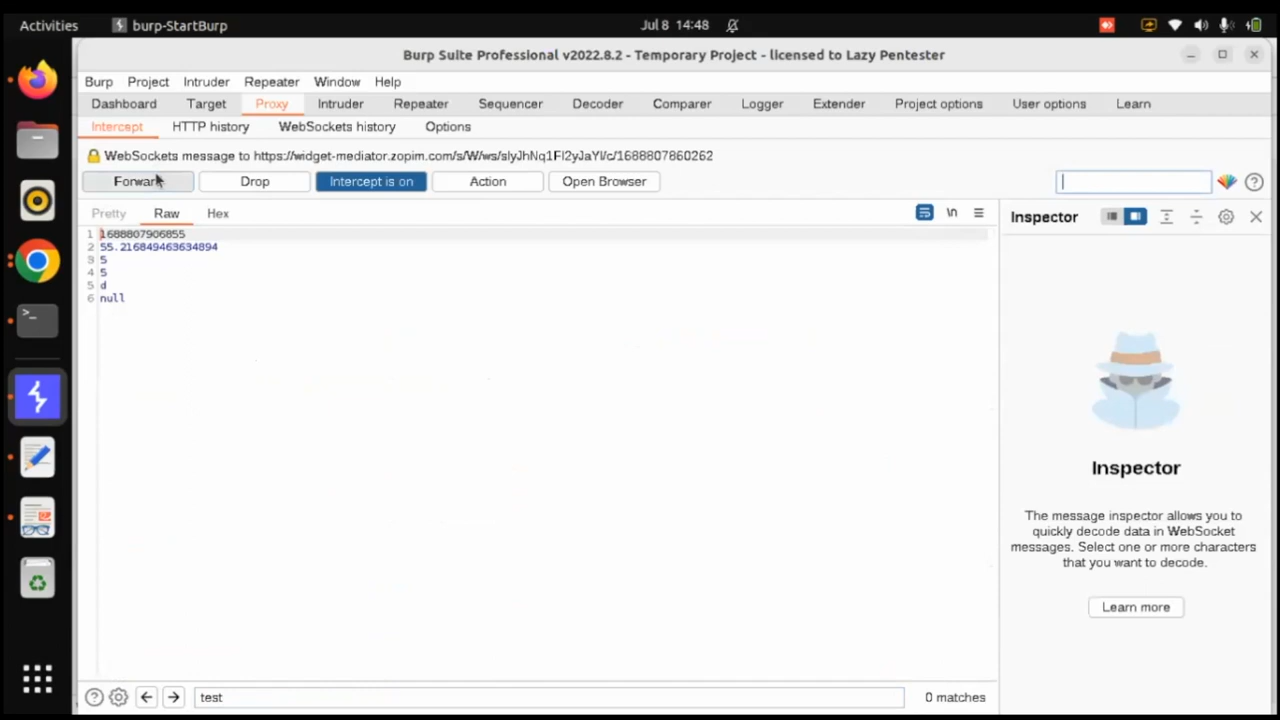 Activities burp-StartBurp Jul 8 14:48
Burp Suite Professional v2022.8.2 - Temporary Project - licensed to Lazy Pentester
Burp Project Intruder Repeater Window Help
Dashboard Target Proxy Intruder Repeater Sequencer Decoder Comparer Logger Extender Project options User options Learn
Intercept HTTP history WebSockets history Options
WebSockets message to https://widget-mediator.zopim.com/s/W/ws/slyJhNq1Fl2yJaYl/c/1688807860262
Forward Drop Intercept is on Action Open Browser
Pretty Raw Hex \n
Inspector
1 1688807906855
2 55.216849463634894
3 5
4 5
5 d
6 null
Inspector
The message inspector allows you to
quickly decode data in WebSocket
messages. Select one or more characters
that you want to decode.
Learn more
test 0 matches